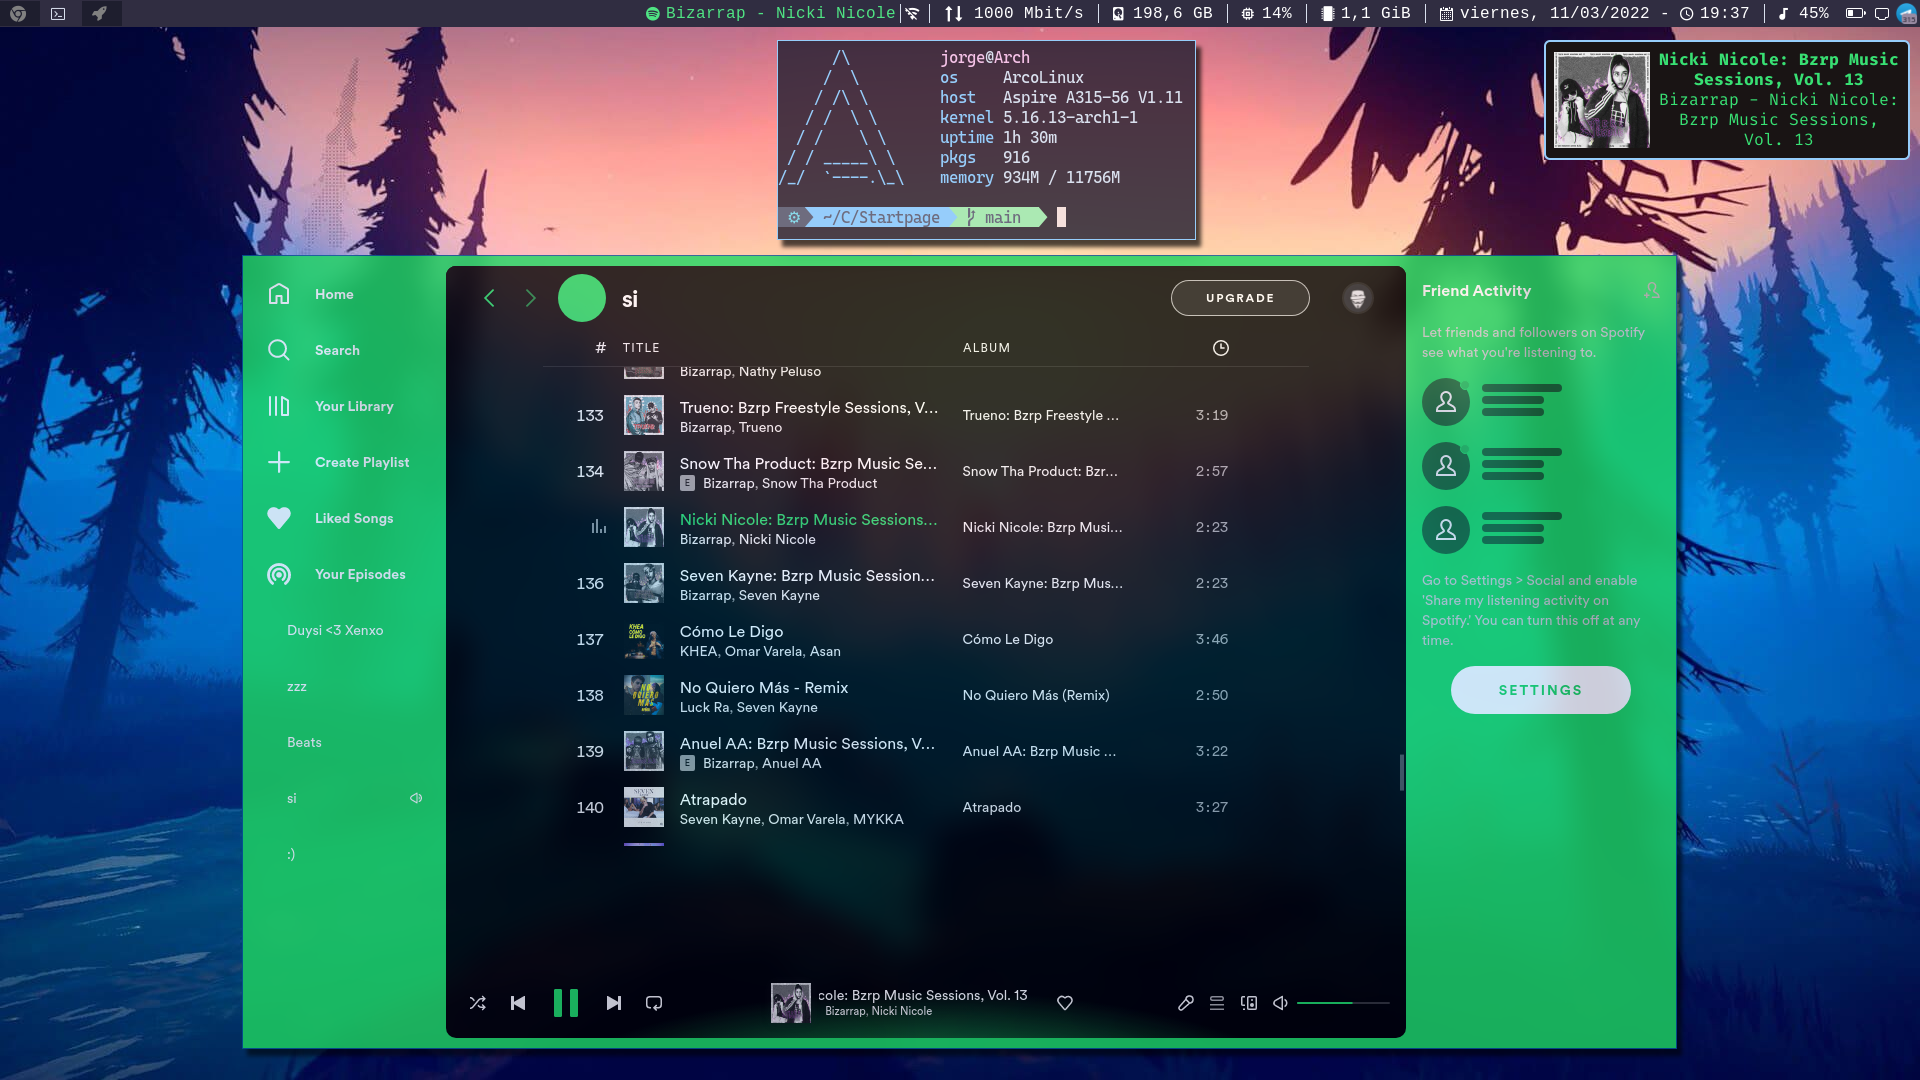 Bizarrap - Nicki Nicole
1000 Mbit/s
198,6 GB
14%
1,1 GiB
viernes, 11/03/2022 -
19:37
45%
315
/\
/  \
/ /\ \
/ /  \ \
/ /    \ \
/ / _____\ \
/_/  `----.\_\
jorge@Arch
os ArcoLinux
host Aspire A315-56 V1.11
kernel 5.16.13-arch1-1
uptime 1h 30m
pkgs 916
memory 934M / 11756M
~/C/Startpage
main
Nicki Nicole: Bzrp Music
Sessions, Vol. 13
Bizarrap - Nicki Nicole:
Bzrp Music Sessions,
Vol. 13
Home
Search
Your Library
Create Playlist
Liked Songs
Your Episodes
Duysi <3 Xenxo
zzz
Beats
si
:)
si
UPGRADE
# TITLE ALBUM
Bizarrap, Nathy Peluso
133 Trueno: Bzrp Freestyle Sessions, V... Trueno: Bzrp Freestyle ... 3:19
Bizarrap, Trueno
134 Snow Tha Product: Bzrp Music Se... Snow Tha Product: Bzr... 2:57
E Bizarrap, Snow Tha Product
Nicki Nicole: Bzrp Music Sessions... Nicki Nicole: Bzrp Musi... 2:23
Bizarrap, Nicki Nicole
136 Seven Kayne: Bzrp Music Session... Seven Kayne: Bzrp Mus... 2:23
Bizarrap, Seven Kayne
137 Cómo Le Digo Cómo Le Digo 3:46
KHEA, Omar Varela, Asan
138 No Quiero Más - Remix No Quiero Más (Remix) 2:50
Luck Ra, Seven Kayne
139 Anuel AA: Bzrp Music Sessions, V... Anuel AA: Bzrp Music ... 3:22
E Bizarrap, Anuel AA
140 Atrapado Atrapado 3:27
Seven Kayne, Omar Varela, MYKKA
cole: Bzrp Music Sessions, Vol. 13
Bizarrap, Nicki Nicole
Friend Activity
Let friends and followers on Spotify
see what you're listening to.
Go to Settings > Social and enable
'Share my listening activity on
Spotify.' You can turn this off at any
time.
SETTINGS